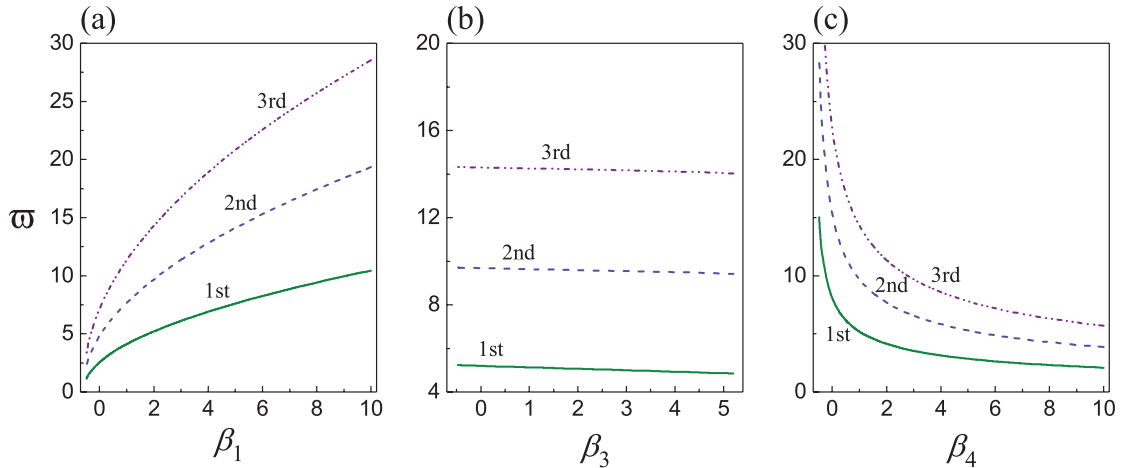 (a) (b) (c)
30 20 30
25
3rd 16 3rd
20 20
2nd
ϖ 15 12
2nd
10 1st 10 2nd 3rd
8
5 1st 1st
0 4 0
0 2 4 6 8 10 0 1 2 3 4 5 0 2 4 6 8 10
β1 β3 β4